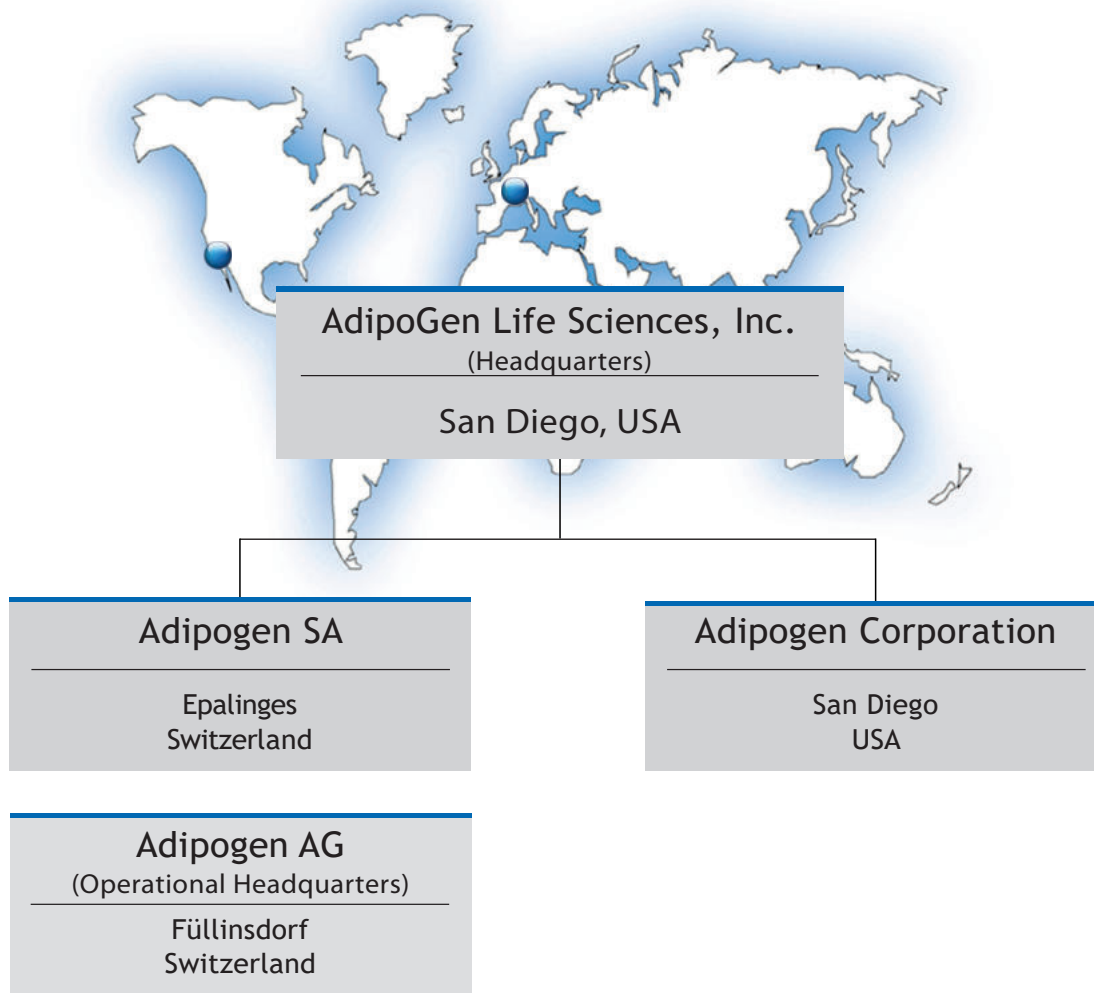 AdipoGen Life Sciences, Inc.
(Headquarters)
San Diego, USA
Adipogen SA
Epalinges
Switzerland
Adipogen Corporation
San Diego
USA
Adipogen AG
(Operational Headquarters)
Füllinsdorf
Switzerland